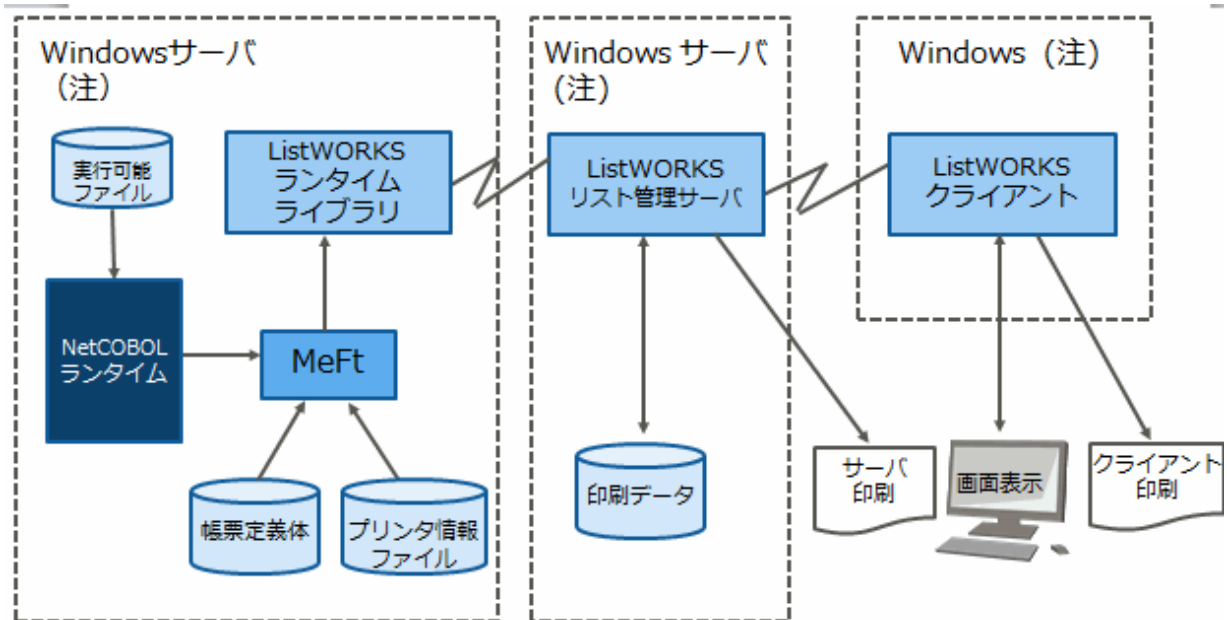 Windowsサーバ
（注）
実行可能
ファイル
ListWORKS
ランタイム
ライブラリ
NetCOBOL
ランタイム
MeFt
帳票定義体
プリンタ情報
ファイル
Windows サーバ
(注)
ListWORKS
リスト管理サーバ
印刷データ
Windows (注)
ListWORKS
クライアント
サーバ
印刷
画面表示
クライアント
印刷